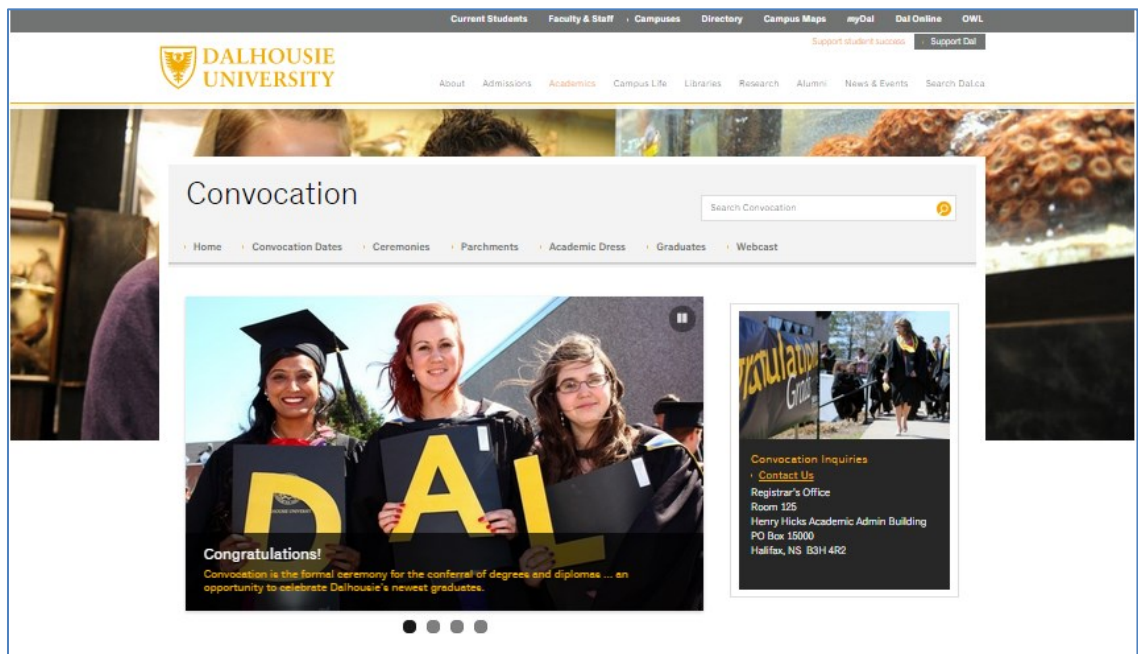 Current Students Faculty & Staff Campuses Directory Campus Maps myDal Dal Online OWL
Support student success Support Dal
DALHOUSIE
UNIVERSITY
About Admissions Academics Campus Life Libraries Research Alumni News & Events Search Dal.ca
Convocation
Search Convocation
Home Convocation Dates Ceremonies Parchments Academic Dress Graduates Webcast
D A L
Congratulations!
Convocation is the formal ceremony for the conferral of degrees and diplomas ... an
opportunity to celebrate Dalhousie's newest graduates.
Grad
Convocation Inquiries
Contact Us
Registrar's Office
Room 125
Henry Hicks Academic Admin Building
PO Box 15000
Halifax, NS B3H 4R2